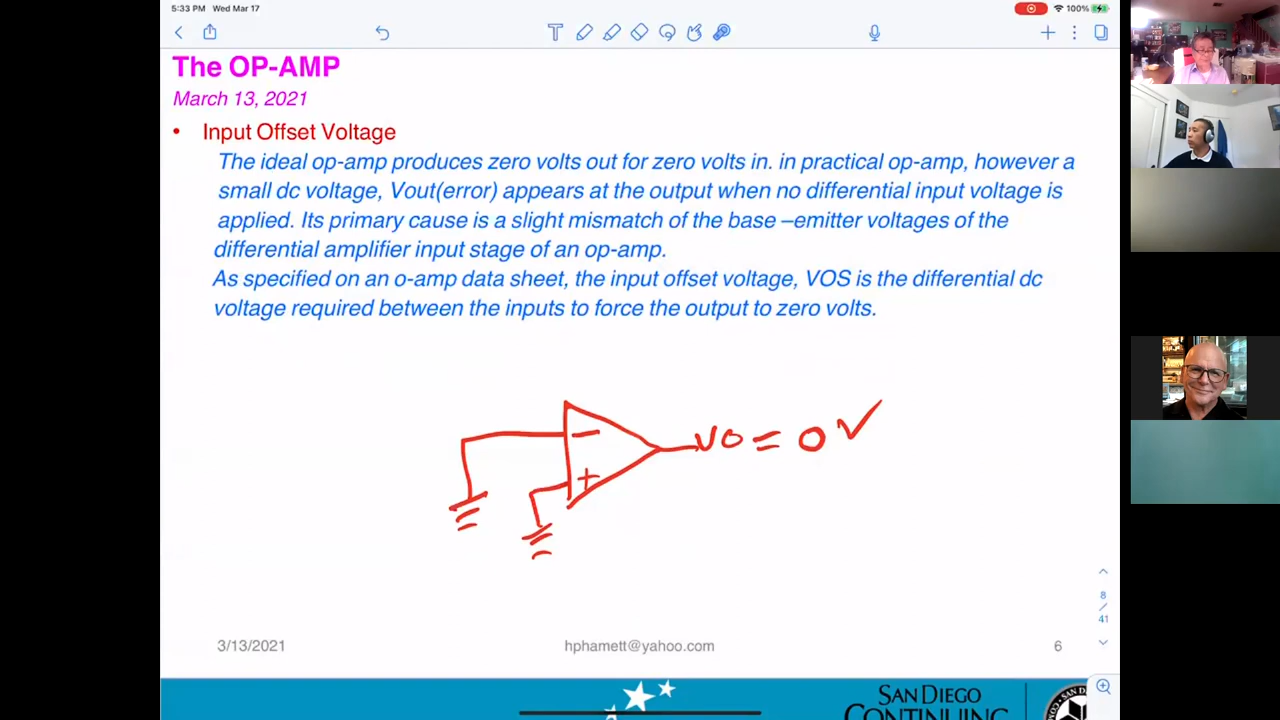 5:33 PM Wed Mar 17
100%
The OP-AMP
March 13, 2021
• Input Offset Voltage
The ideal op-amp produces zero volts out for zero volts in. in practical op-amp, however a
small dc voltage, Vout(error) appears at the output when no differential input voltage is
applied. Its primary cause is a slight mismatch of the base –emitter voltages of the
differential amplifier input stage of an op-amp.
As specified on an o-amp data sheet, the input offset voltage, VOS is the differential dc
voltage required between the inputs to force the output to zero volts.
− VO = 0 V
+
8
/
41
3/13/2021 hphamett@yahoo.com 6
SAN DIEGO
CONTINUING